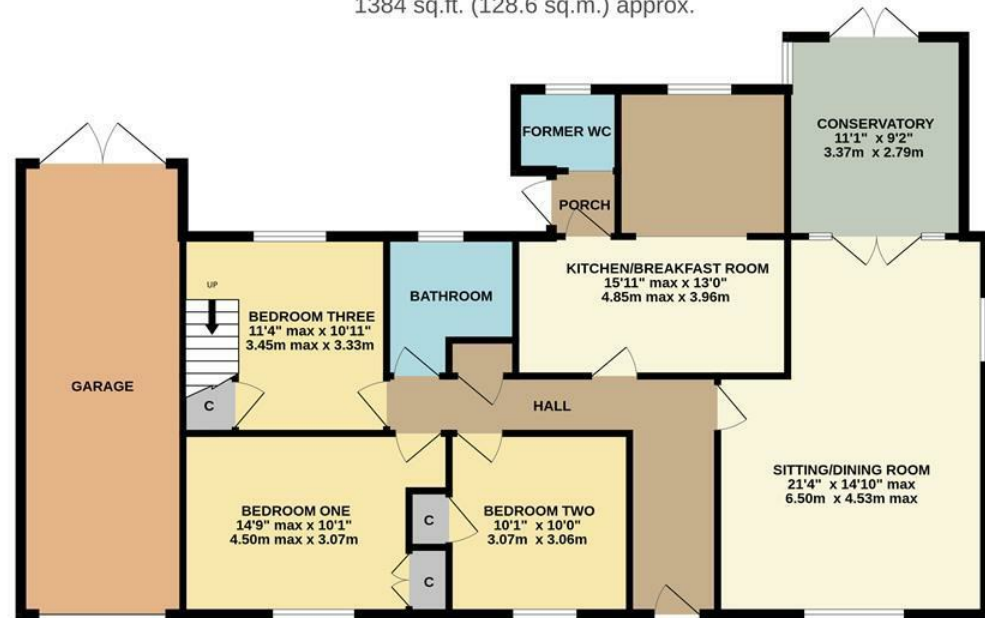 1384 sq.ft. (128.6 sq.m.) approx.
CONSERVATORY
11'1" x 9'2"
3.37m x 2.79m
FORMER WC
PORCH
KITCHEN/BREAKFAST ROOM
15'11" max x 13'0"
4.85m max x 3.96m
UP
BATHROOM
BEDROOM THREE
11'4" max x 10'11"
3.45m max x 3.33m
GARAGE
C
HALL
SITTING/DINING ROOM
21'4" x 14'10" max
6.50m x 4.53m max
BEDROOM ONE
14'9" max x 10'1"
4.50m max x 3.07m
C
BEDROOM TWO
10'1" x 10'0"
3.07m x 3.06m
C